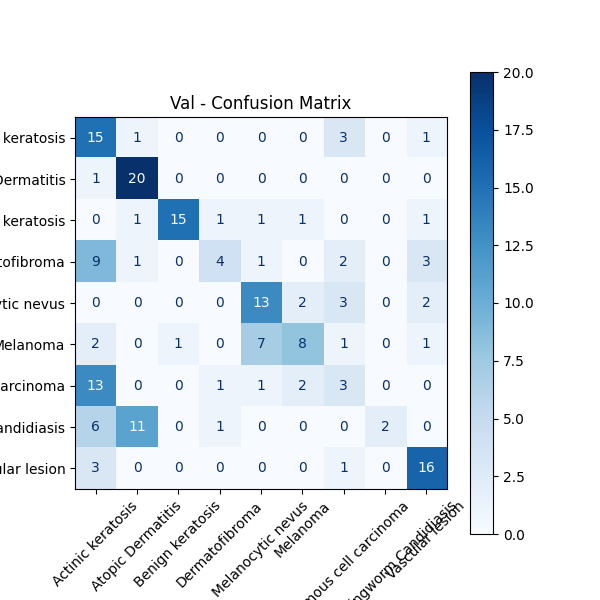 Val - Confusion Matrix
keratosis 15 1 0 0 0 0 3 0 1
Dermatitis 1 20 0 0 0 0 0 0 0
keratosis 0 1 15 1 1 1 0 0 1
tofibroma 9 1 0 4 1 0 2 0 3
ytic nevus 0 0 0 0 13 2 3 0 2
Melanoma 2 0 1 0 7 8 1 0 1
arcinoma 13 0 0 1 1 2 3 0 0
andidiasis 6 11 0 1 0 0 0 2 0
ular lesion 3 0 0 0 0 0 1 0 16
Actinic keratosis
Atopic Dermatitis
Benign keratosis
Dermatofibroma
Melanocytic nevus
Melanoma
mous cell carcinoma
ngworm Candidiasis
Vascular lesion
20.0
17.5
15.0
12.5
10.0
7.5
5.0
2.5
0.0